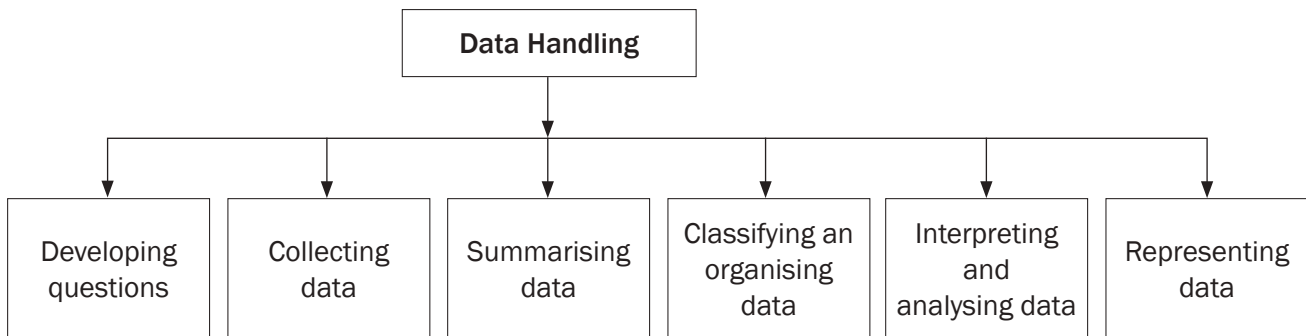 Data Handling
Developing
questions
Collecting
data
Summarising
data
Classifying an
organising
data
Interpreting
and
analysing data
Representing
data